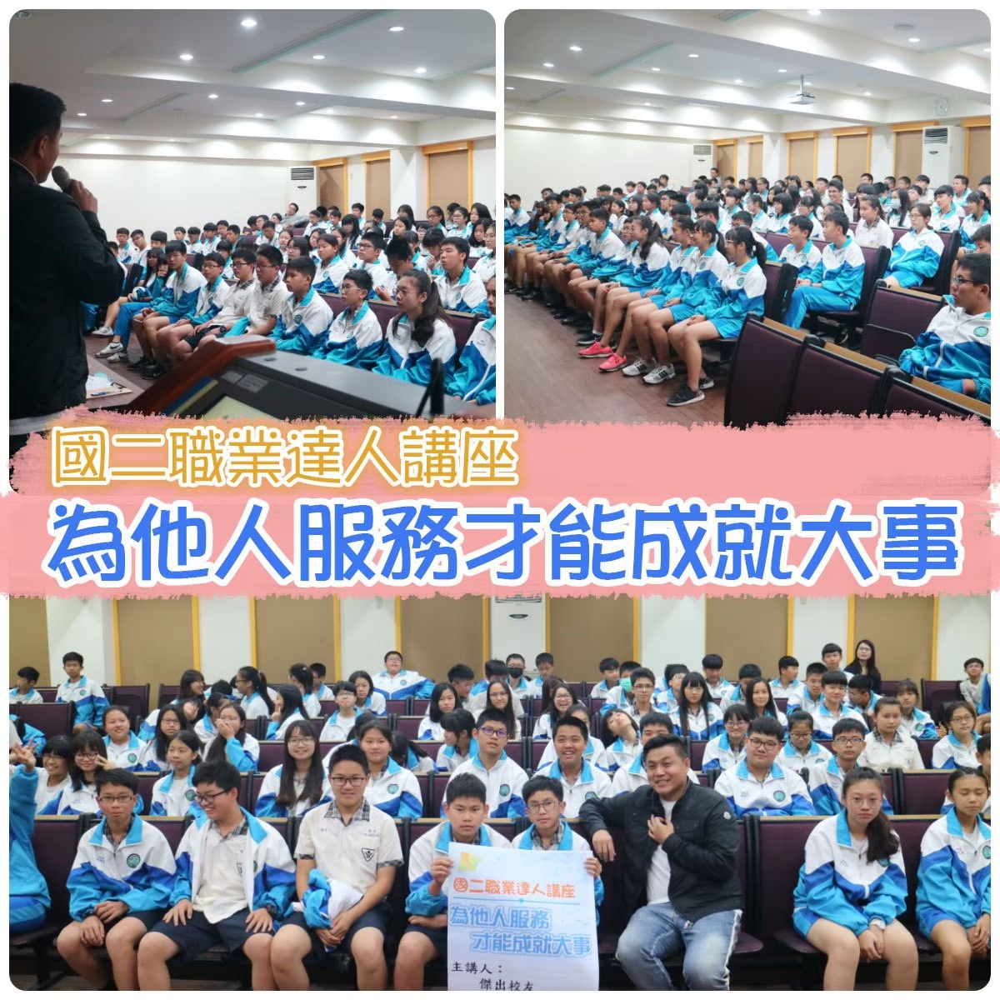 國二職業達人講座
為他人服務才能成就大事
國二職業達人講座
為他人服務
才能成就大事
主講人：
傑出校友